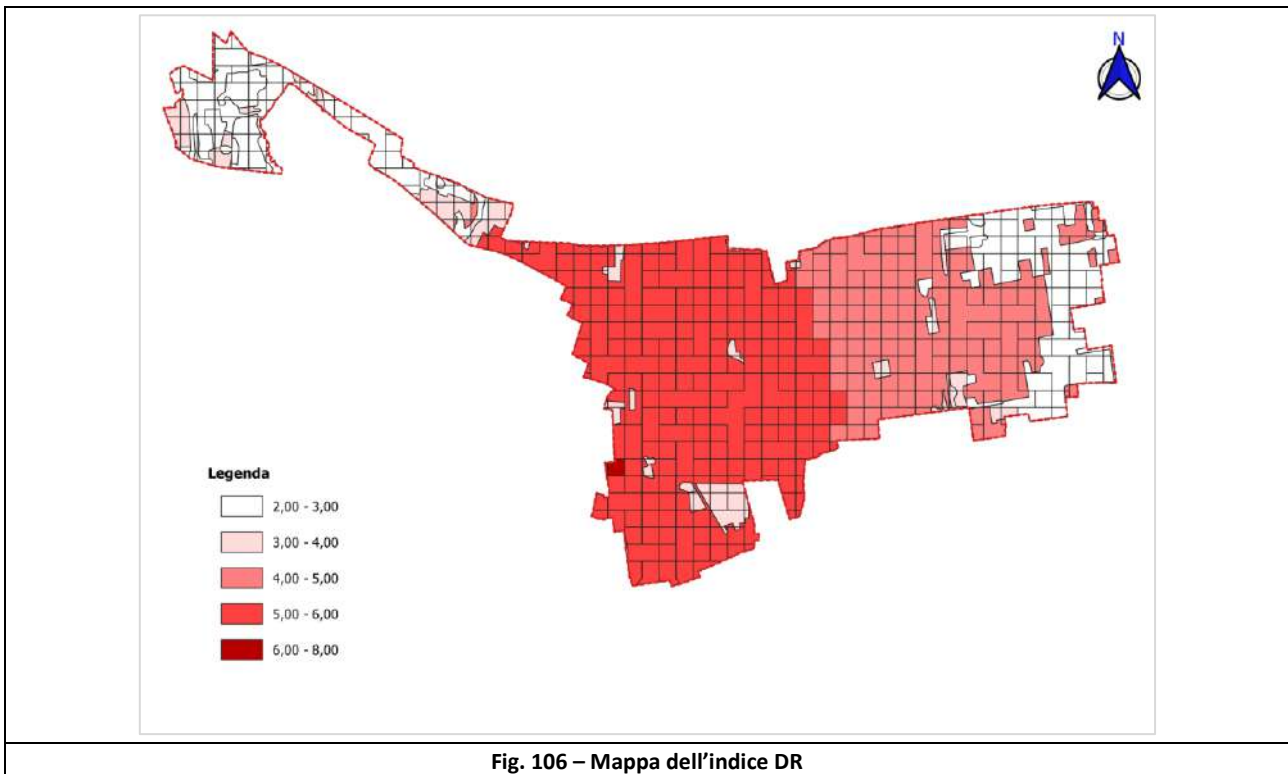 N
Legenda
2,00 - 3,00
3,00 - 4,00
4,00 - 5,00
5,00 - 6,00
6,00 - 8,00
Fig. 106 – Mappa dell’indice DR